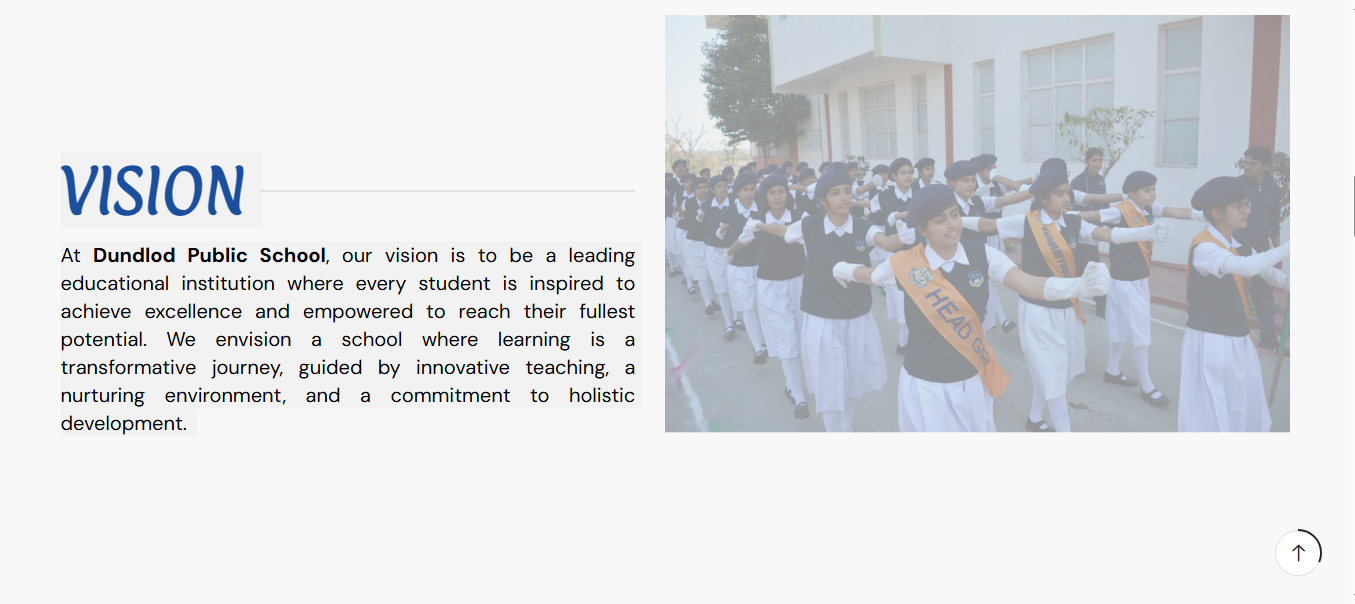 VISION
At Dundlod Public School, our vision is to be a leading
educational institution where every student is inspired to
achieve excellence and empowered to reach their fullest
potential. We envision a school where learning is a
transformative journey, guided by innovative teaching, a
nurturing environment, and a commitment to holistic
development.
HEAD